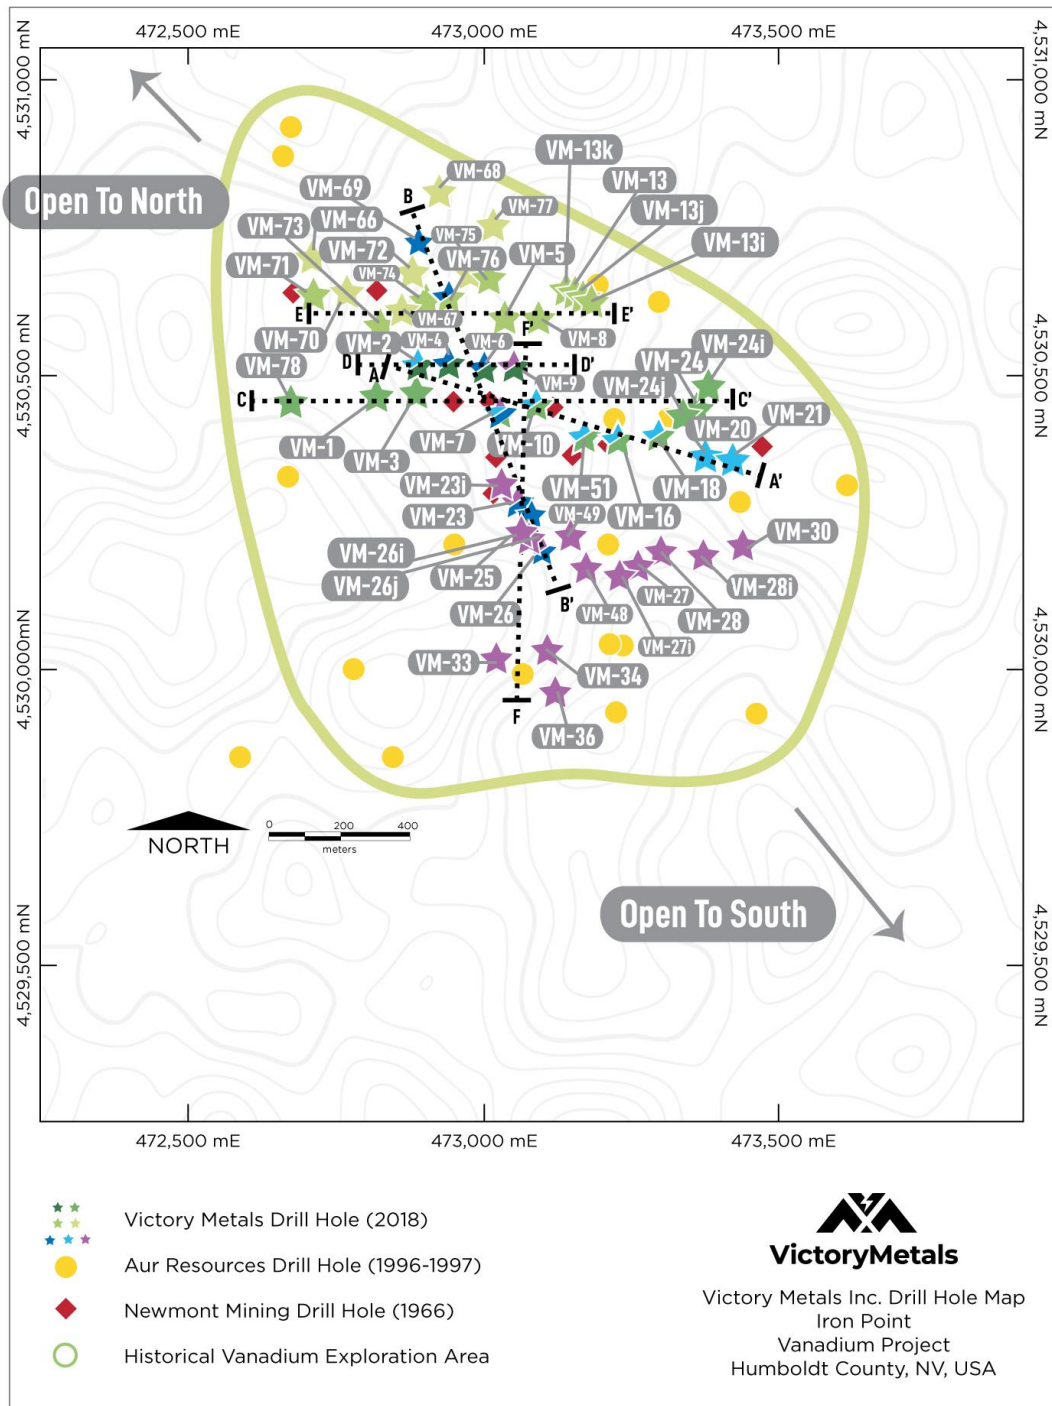 472,500 mE
473,000 mE
473,500 mE
4,531,000 mN
4,531,000 mN
VM-13k
VM-68
VM-13
VM-69
B
Open To North
VM-77
VM-13j
VM-73
VM-66
VM-75
VM-13i
VM-72
VM-76
VM-5
VM-71
VM-74
E
E'
VM-67
F'
VM-70
VM-2
VM-4
VM-6
VM-8
VM-24i
VM-78
D
D'
VM-24
A
VM-9
VM-24j
4,530,500 mN
4,530,500 mN
C
C'
VM-21
VM-20
VM-7
VM-10
VM-1
VM-3
A'
VM-23i
VM-51
VM-18
VM-23
VM-49
VM-16
VM-30
VM-26i
VM-25
VM-26j
VM-28i
VM-27
B'
VM-26
VM-48
VM-28
VM-27i
VM-33
VM-34
4,530,000mN
4,530,000 mN
F
VM-36
0 200 400
meters
NORTH
Open To South
4,529,500 mN
4,529,500 mN
472,500 mE
473,000 mE
473,500 mE
Victory Metals Drill Hole (2018)
Aur Resources Drill Hole (1996-1997)
Newmont Mining Drill Hole (1966)
Historical Vanadium Exploration Area
VictoryMetals
Victory Metals Inc. Drill Hole Map
Iron Point
Vanadium Project
Humboldt County, NV, USA